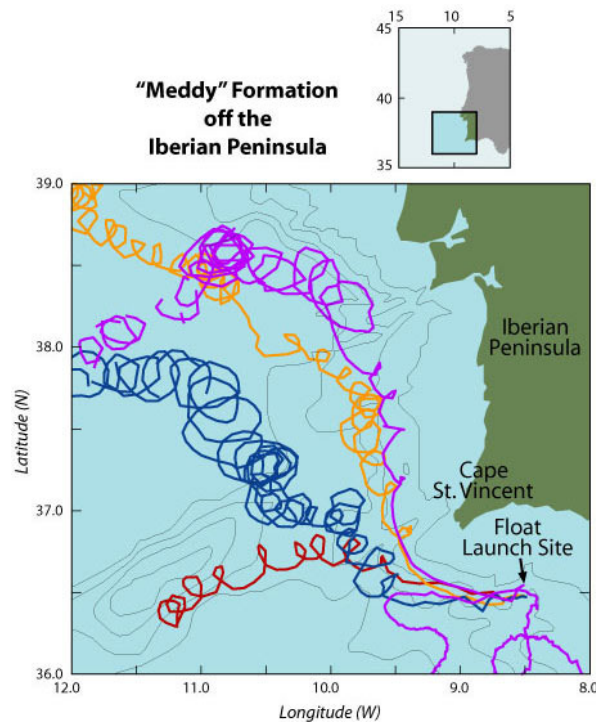 15
10
5
45
40
35
"Meddy" Formation
off the
Iberian Peninsula
39.0
38.0
37.0
36.0
Latitude (N)
Iberian
Peninsula
Cape
St. Vincent
Float
Launch Site
12.0
11.0
10.0
9.0
8.0
Longitude (W)